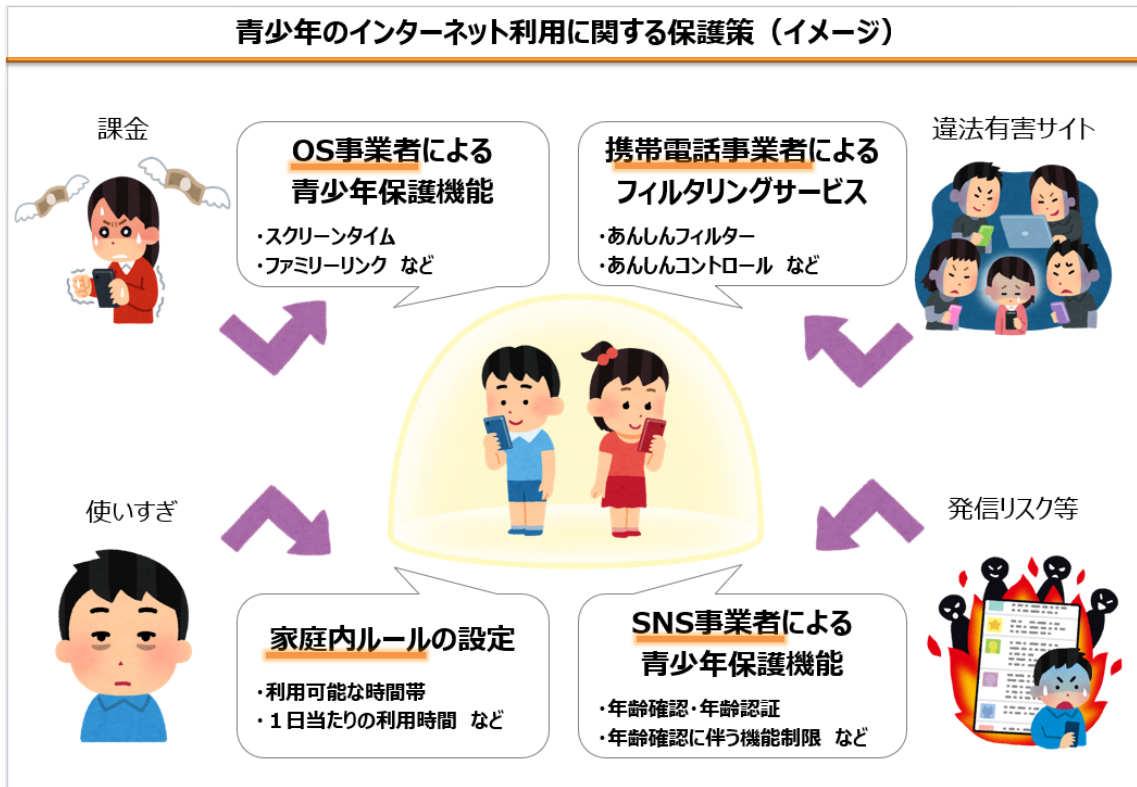 青少年のインターネット利用に関する保護策（イメージ）
課金
OS事業者による
青少年保護機能
・スクリーンタイム
・ファミリーリンク など
携帯電話事業者による
フィルタリングサービス
・あんしんフィルター
・あんしんコントロール など
違法有害サイト
使いすぎ
家庭内ルールの設定
・利用可能な時間帯
・１日当たりの利用時間 など
SNS事業者による
青少年保護機能
・年齢確認・年齢認証
・年齢確認に伴う機能制限 など
発信リスク等